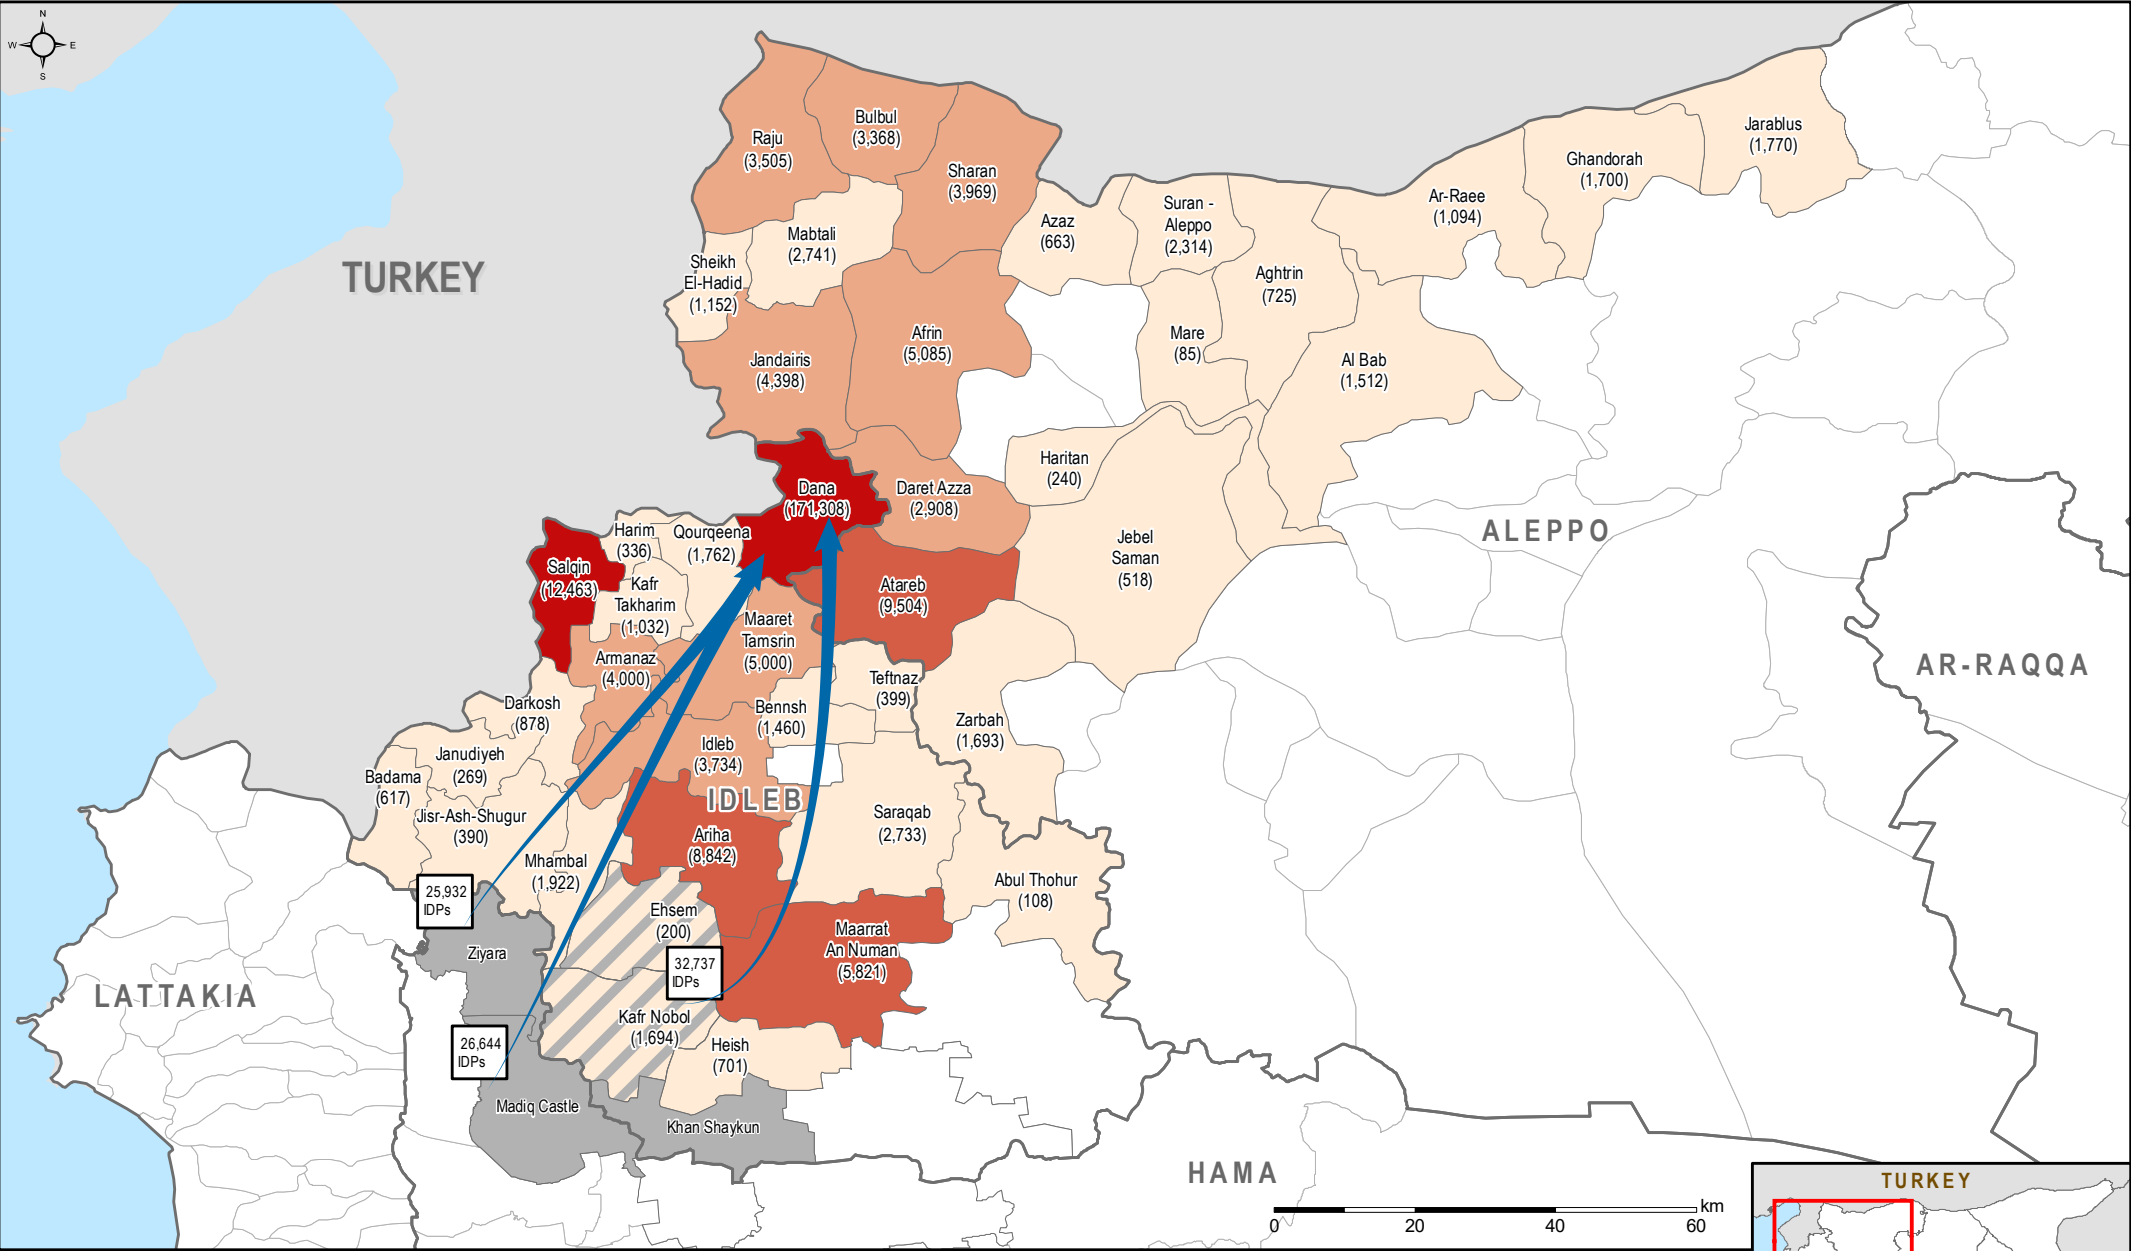 N
W
E
S
TURKEY
Raju
(3,505)
Bulbul
(3,368)
Sharan
(3,969)
Mabtali
(2,741)
Sheikh
El-Hadid
(1,152)
Jandairis
(4,398)
Afrin
(5,085)
Azaz
(663)
Suran -
Aleppo
(2,314)
Aghtrin
(725)
Mare
(85)
Al Bab
(1,512)
Ar-Raee
(1,094)
Ghandorah
(1,700)
Jarablus
(1,770)
Dana
(171,308)
Daret Azza
(2,908)
Haritan
(240)
Jebel
Saman
(518)
ALEPPO
AR-RAQQA
Harim
(336)
Qourqeena
(1,762)
Salqin
(12,463)
Kafr
Takharim
(1,032)
Atareb
(9,504)
Maaret
Tamsrin
(5,000)
Armanaz
(4,000)
Teftnaz
(399)
Darkosh
(878)
Bennsh
(1,460)
Zarbah
(1,693)
Janudiyeh
(269)
Idleb
(3,734)
Badama
(617)
IDLEB
Jisr-Ash-Shugur
(390)
Ariha
(8,842)
Saraqab
(2,733)
Mhambal
(1,922)
Abul Thohur
(108)
25,932
IDPs
Ehsem
(200)
Maarrat
An Numan
(5,821)
Ziyara
32,737
IDPs
LATTAKIA
Kafr Nobol
(1,694)
26,644
IDPs
Heish
(701)
Madiq Castle
Khan Shaykun
HAMA
km
0
20
40
60
TURKEY